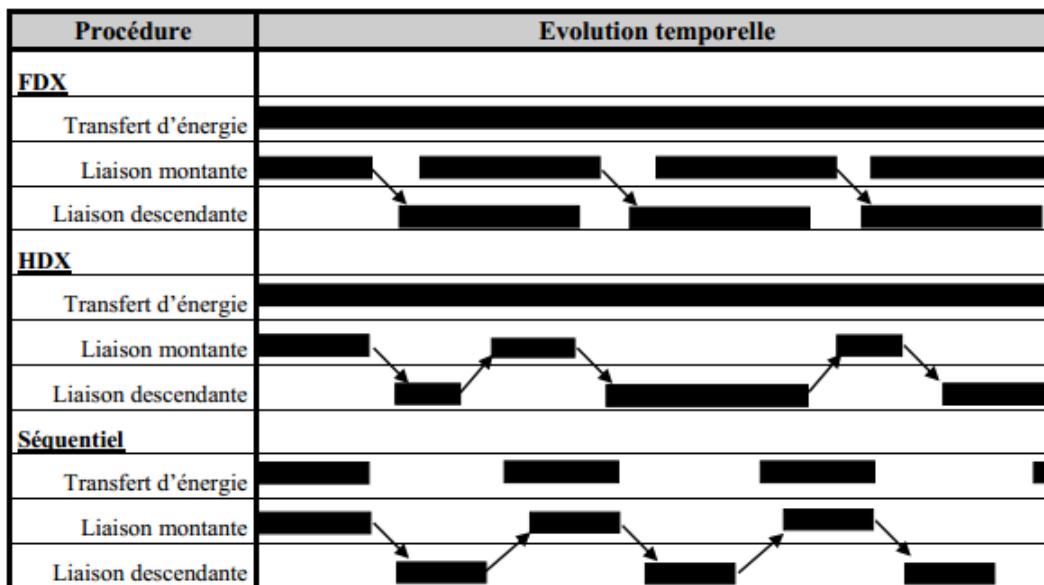 Procédure Evolution temporelle
FDX
Transfert d'énergie
Liaison montante
Liaison descendante
HDX
Transfert d'énergie
Liaison montante
Liaison descendante
Séquentiel
Transfert d'énergie
Liaison montante
Liaison descendante